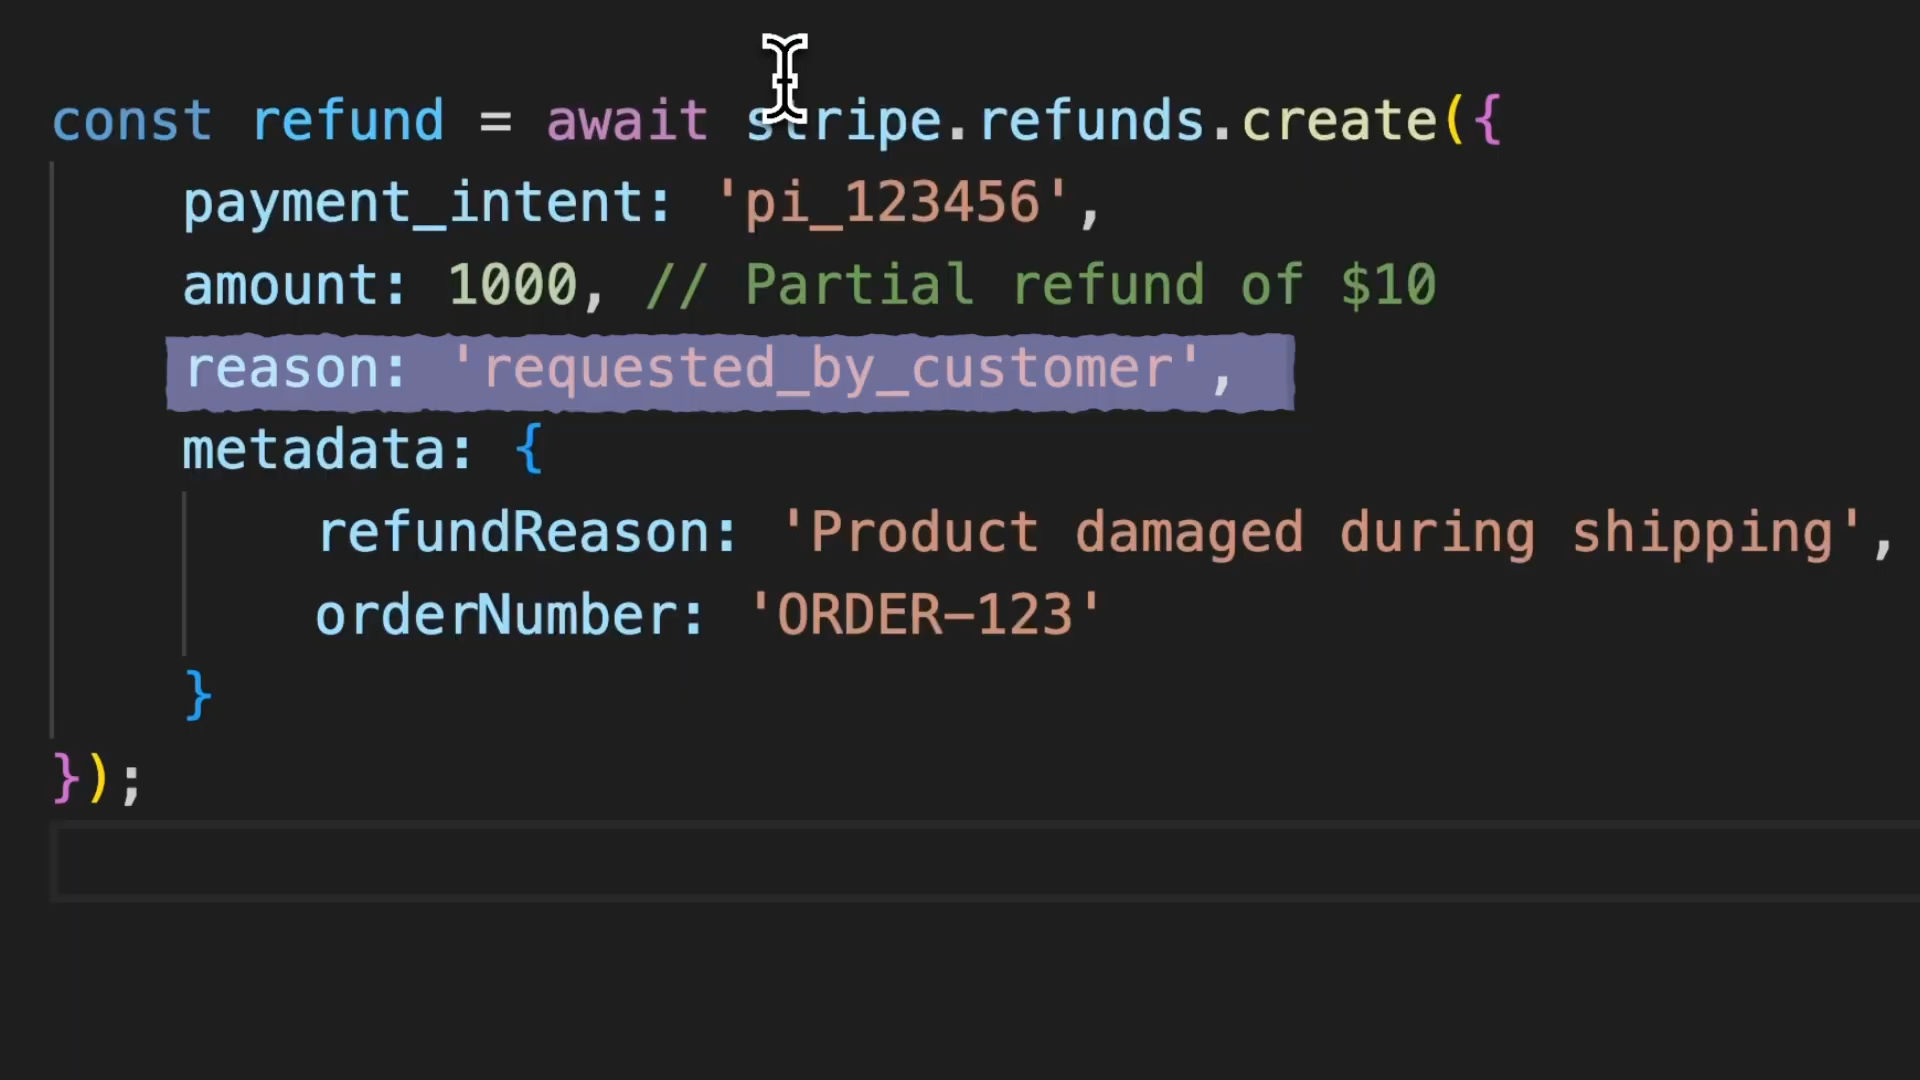 const refund = await stripe.refunds.create({
payment_intent: 'pi_123456',
amount: 1000, // Partial refund of $10
reason: 'requested_by_customer',
metadata: {
refundReason: 'Product damaged during shipping',
orderNumber: 'ORDER-123'
}
});